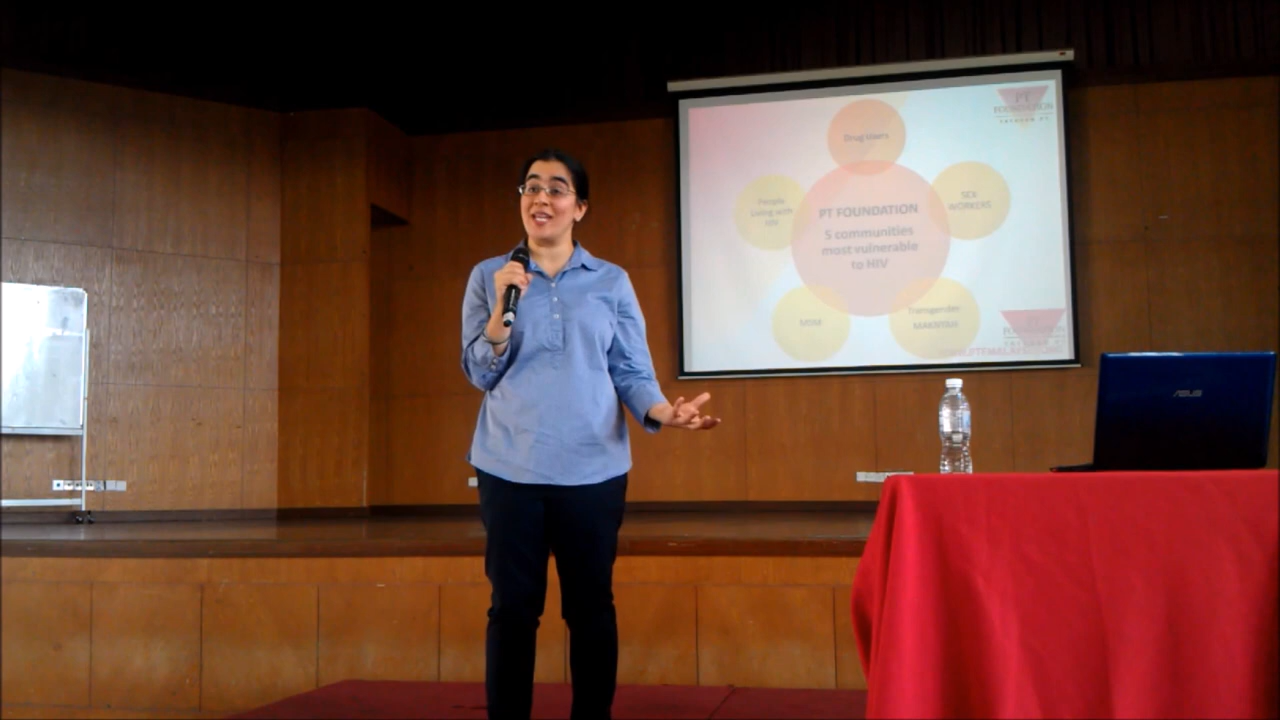 PT
FOUNDATION
Drug Users
People
Living with
HIV
SEX
WORKERS
PT FOUNDATION
5 communities
most vulnerable
to HIV
MSM
Transgender
MAKNYAH
ASUS